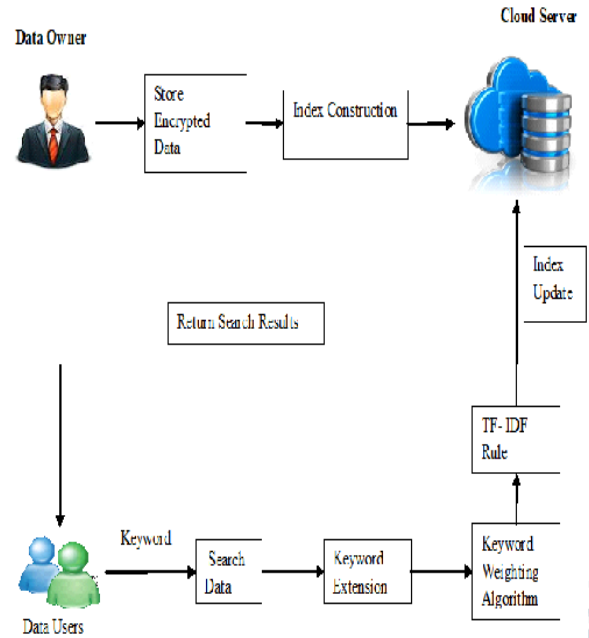 Cloud Server
Data Owner
Store
Encrypted
Data
Index Construction
Index
Update
Return Search Results
TF- IDF
Rule
Keyword
Search
Data
Keyword
Extension
Keyword
Weighting
Algorithm
Data Users